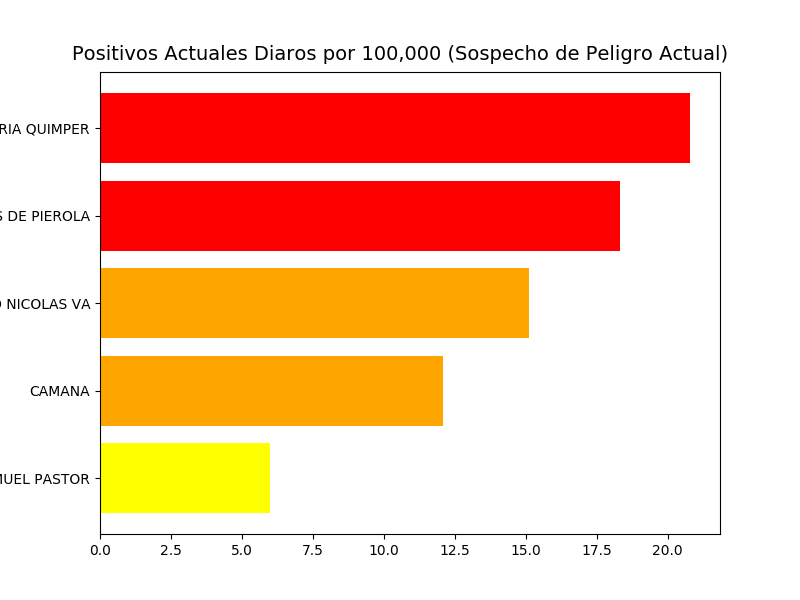 Positivos Actuales Diaros por 100,000 (Sospecho de Peligro Actual)
RIA QUIMPER
S DE PIEROLA
O NICOLAS VA
CAMANA
MUEL PASTOR
0.0 2.5 5.0 7.5 10.0 12.5 15.0 17.5 20.0